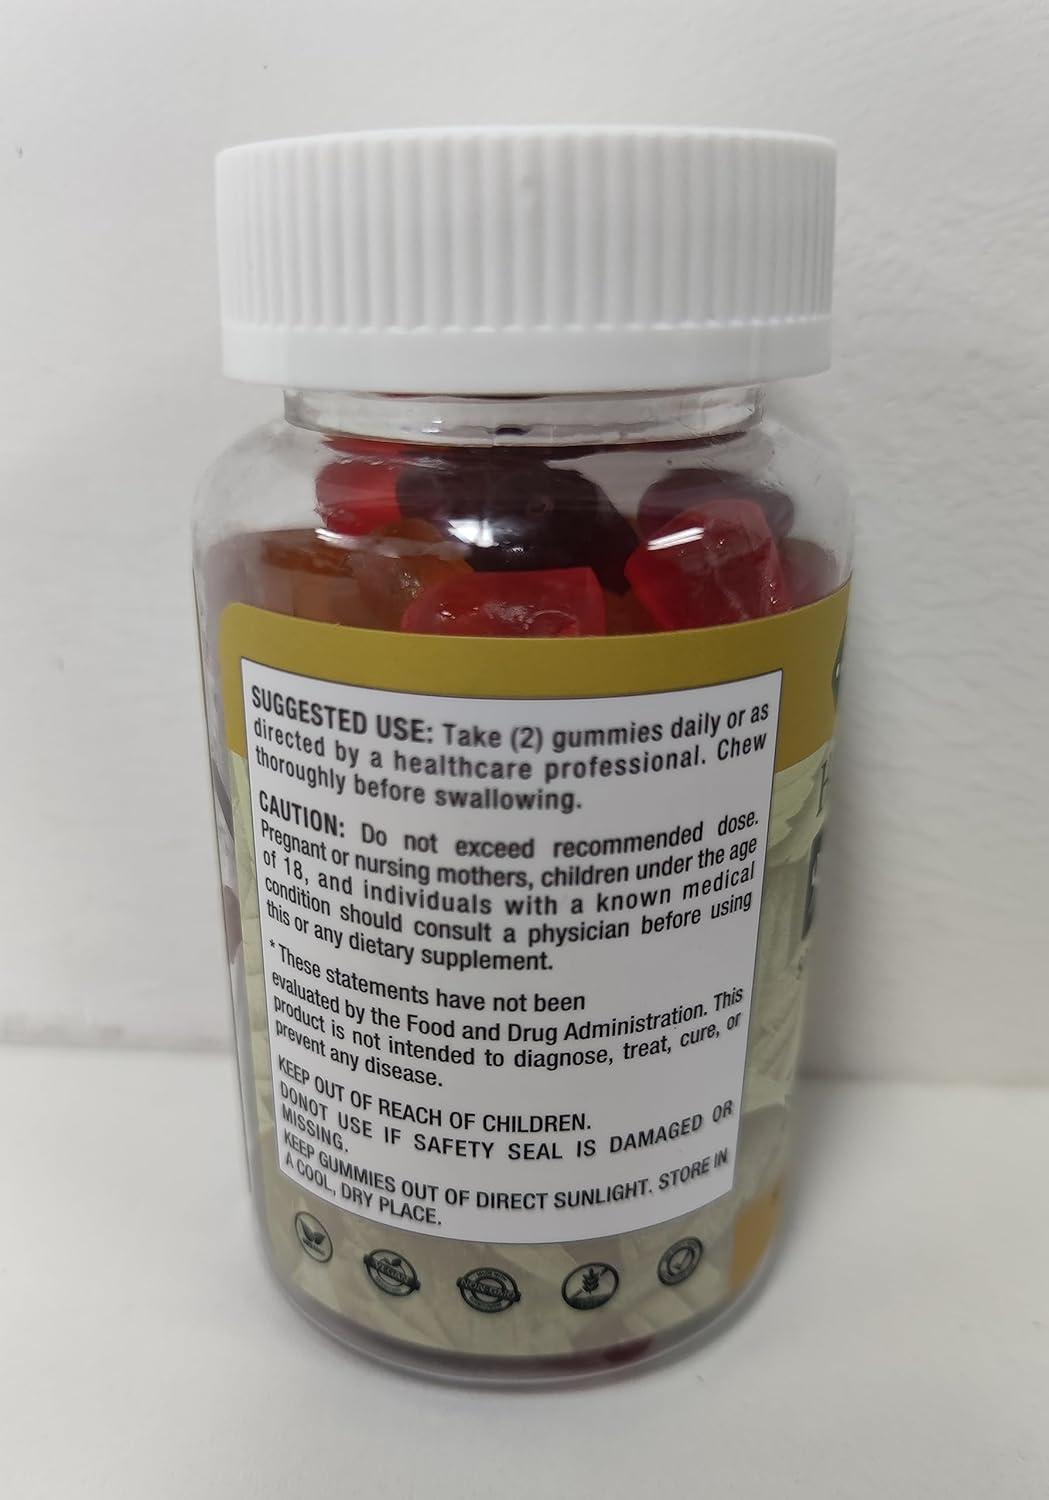 SUGGESTED USE: Take (2) gummies daily or as
directed by a healthcare professional. Chew
thoroughly before swallowing.
CAUTION: Do not exceed recommended dose.
Pregnant or nursing mothers, children under the age
of 18, and individuals with a known medical
condition should consult a physician before using
this or any dietary supplement.
* These statements have not been
evaluated by the Food and Drug Administration. This
product is not intended to diagnose, treat, cure, or
prevent any disease.
KEEP OUT OF REACH OF CHILDREN.
DONOT USE IF SAFETY SEAL IS DAMAGED OR
MISSING.
KEEP GUMMIES OUT OF DIRECT SUNLIGHT. STORE IN
A COOL, DRY PLACE.
VEGAN
NON GMO